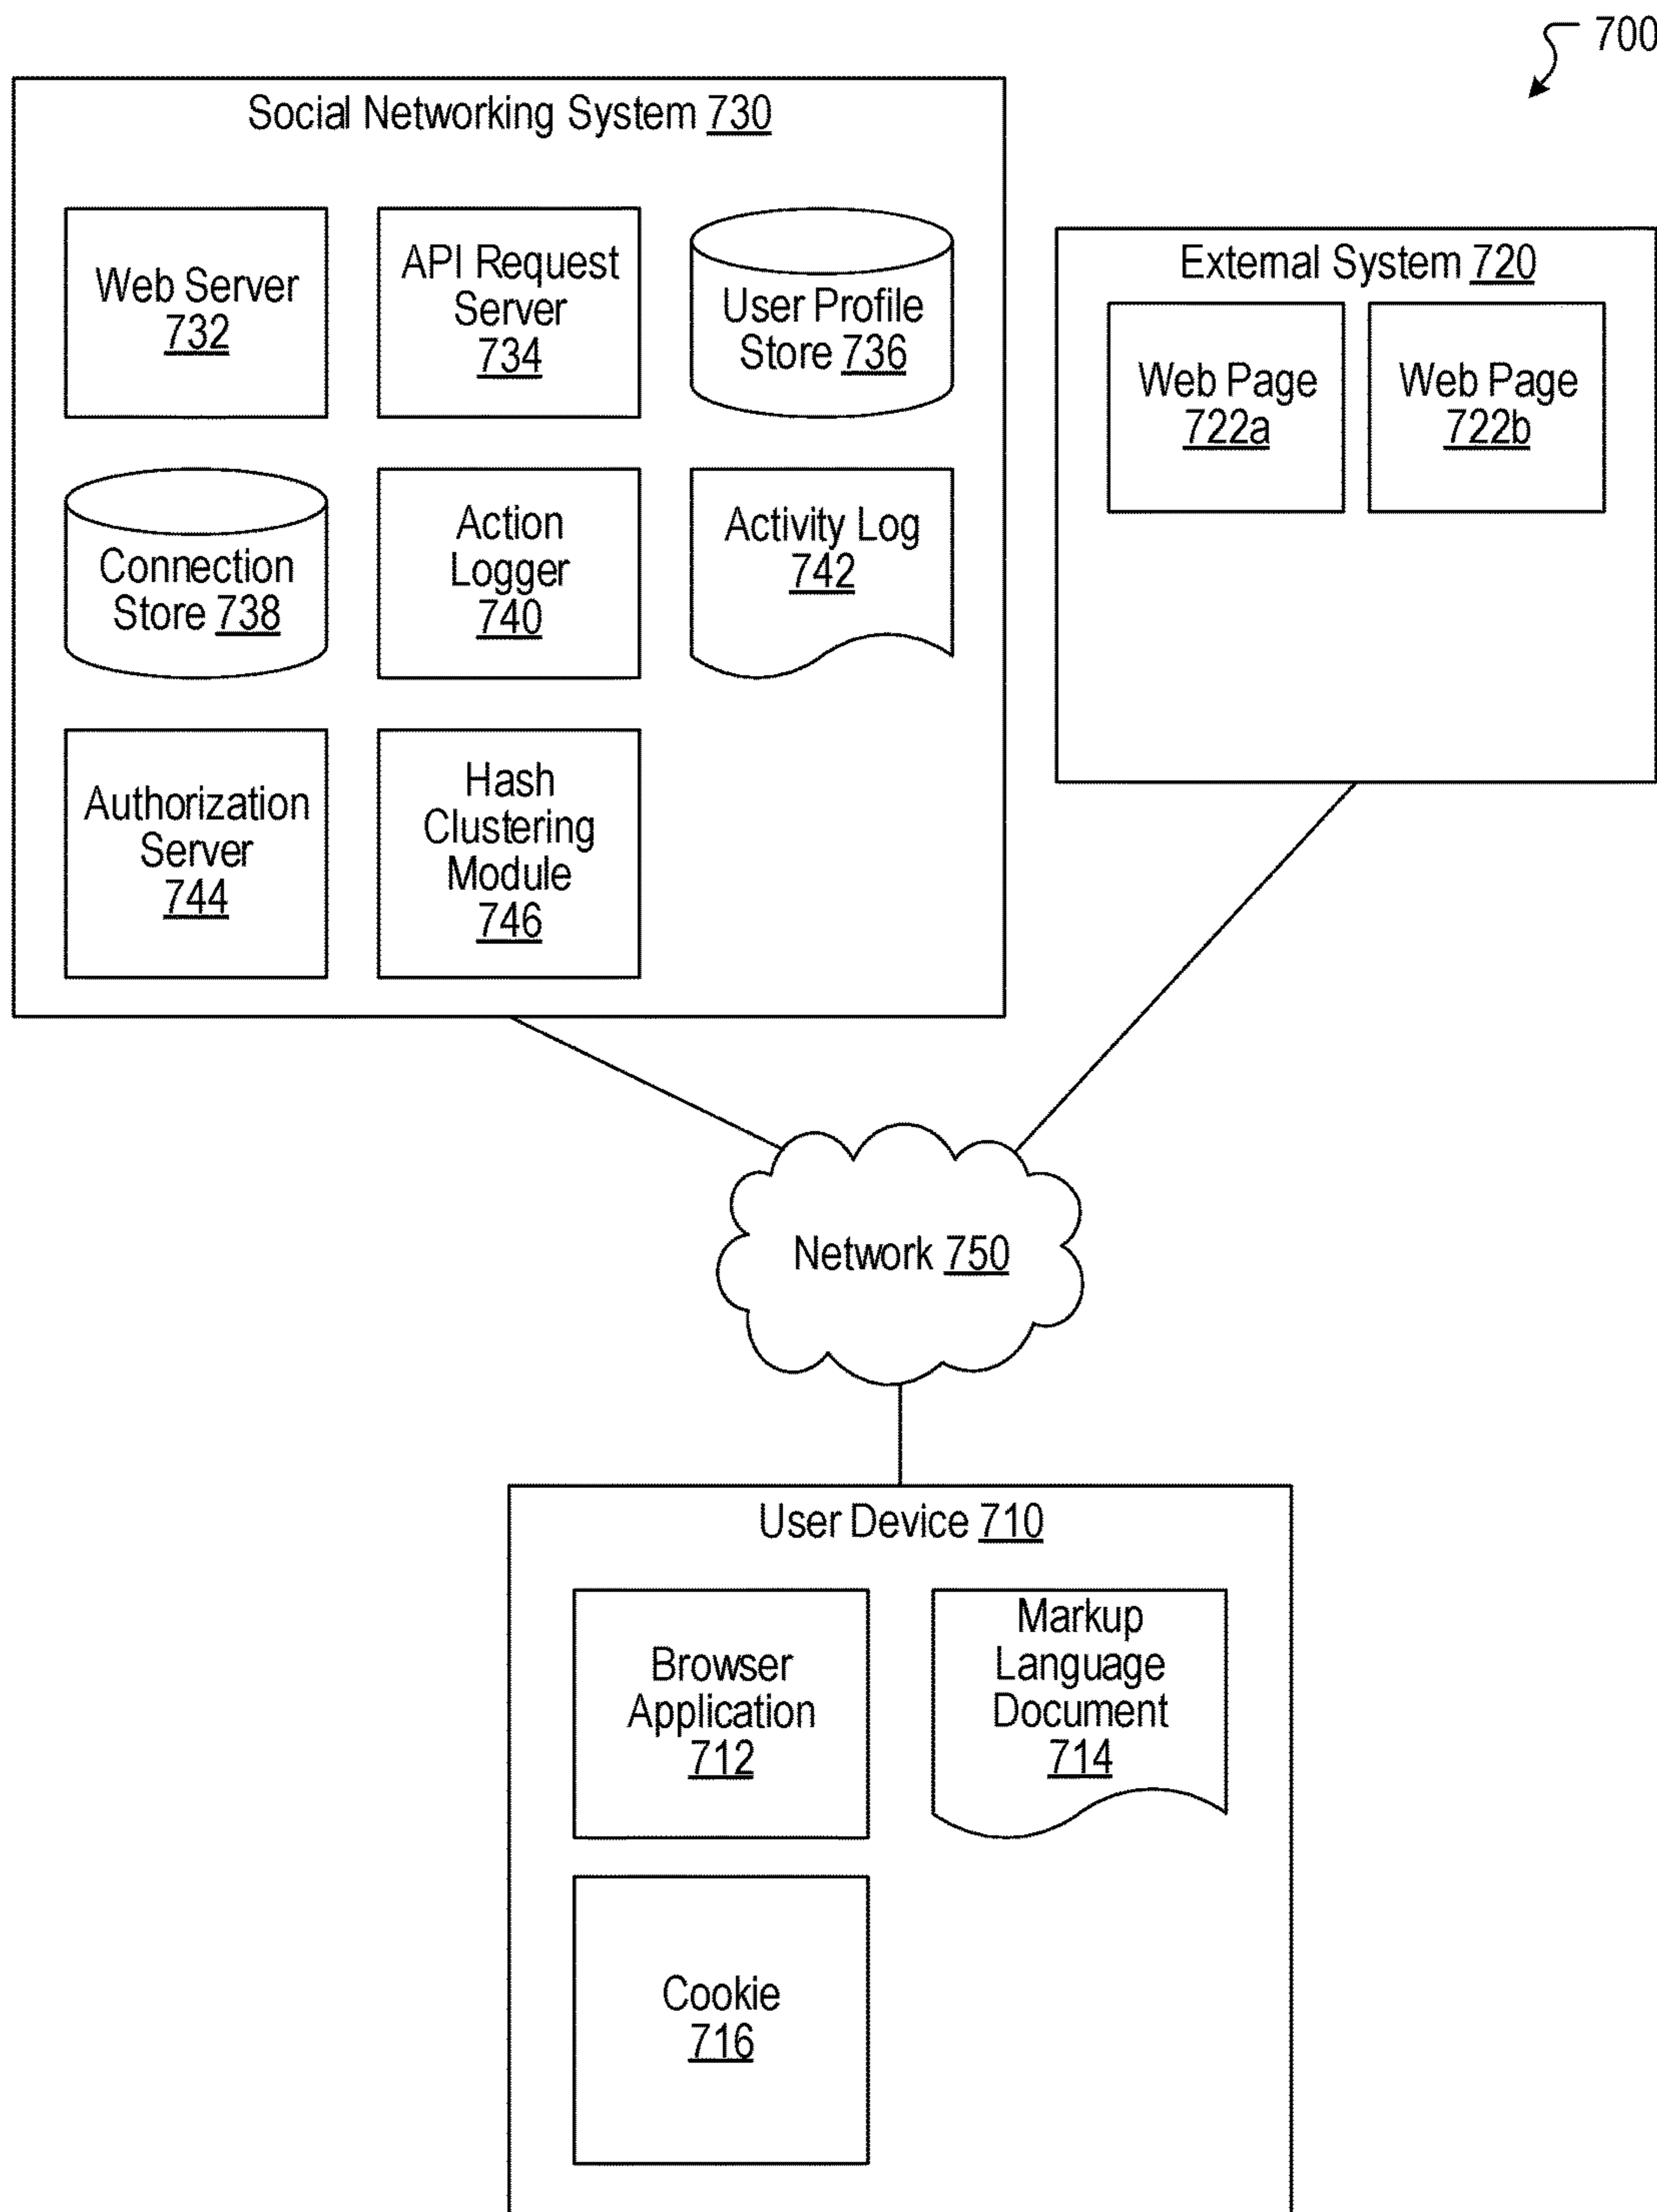 700
Social Networking System 730
Web Server
732
API Request
Server
734
User Profile
Store 736
Connection
Store 738
Action
Logger
740
Activity Log
742
Authorization
Server
744
Hash
Clustering
Module
746
External System 720
Web Page
722a
Web Page
722b
Network 750
User Device 710
Browser
Application
712
Markup
Language
Document
714
Cookie
716